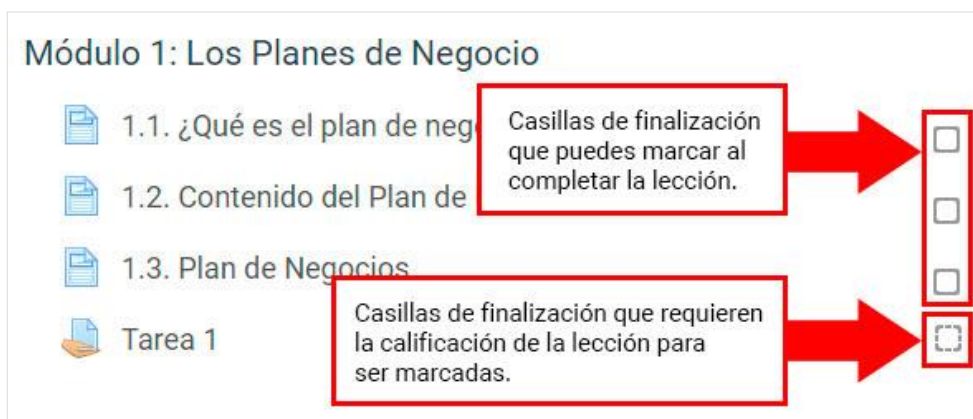 Módulo 1: Los Planes de Negocio
1.1. ¿Qué es el plan de neg
Casillas de finalización
que puedes marcar al
completar la lección.
1.2. Contenido del Plan de
1.3. Plan de Negocios
Casillas de finalización que requieren
la calificación de la lección para
ser marcadas.
Tarea 1